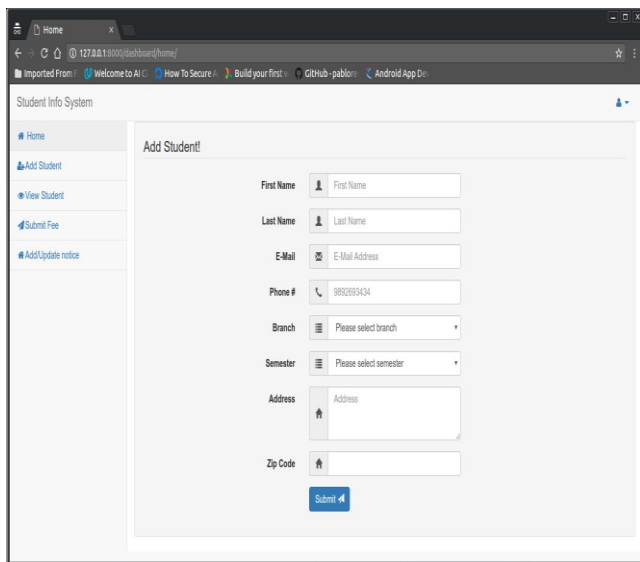 Home x
127.0.0.1:8000/dashboard/home/
Imported From F Welcome to AI C How To Secure A Build your first w GitHub - pablore Android App De
Student Info System
Home
Add Student
View Student
Submit Fee
Add/Update notice
Add Student!
First Name First Name
Last Name Last Name
E-Mail E-Mail Address
Phone # 9892693434
Branch Please select branch
Semester Please select semester
Address Address
Zip Code
Submit